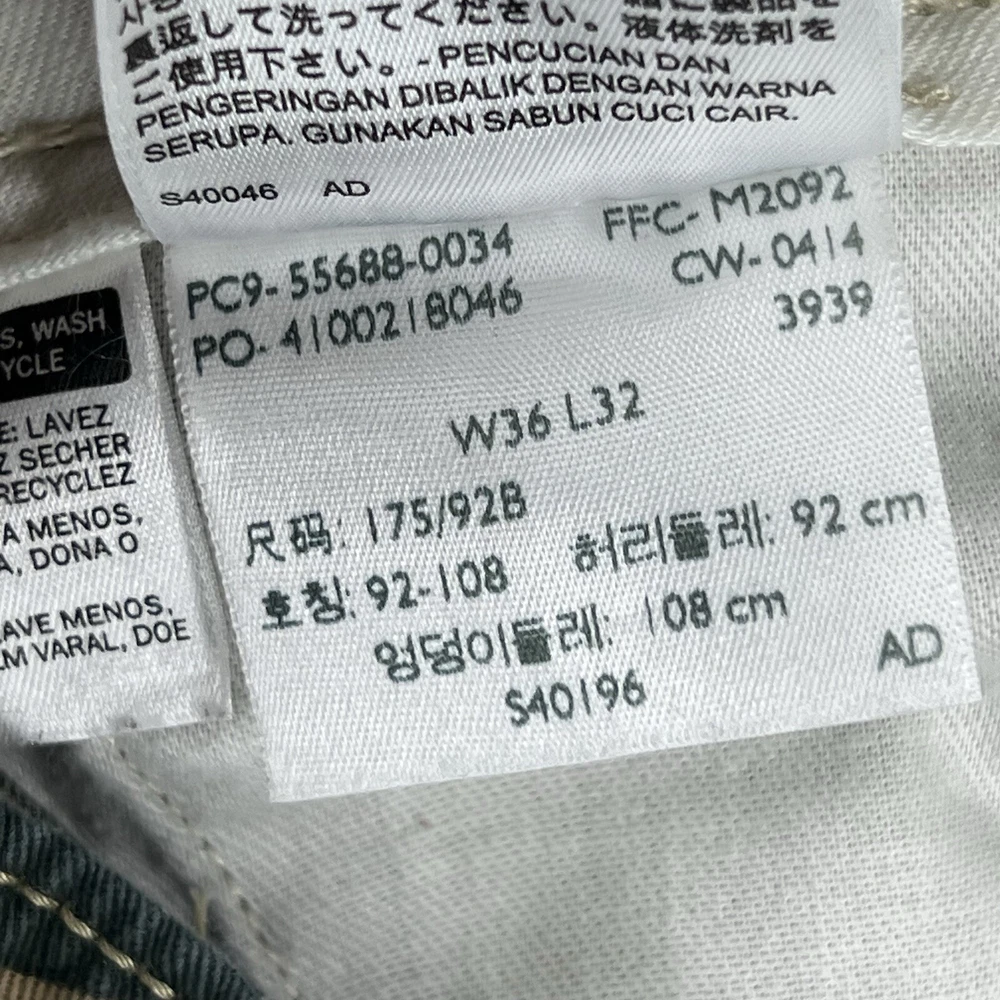 裏返して洗ってください。
液体洗剤を
ご使用下さい。-PENCUCIAN DAN
PENGERINGAN DIBALIK DENGAN WARNA
SERUPA. GUNAKAN SABUN CUCI CAIR.
S40046 AD
S, WASH
YCLE
E: LAVEZ
Z SECHER
RECYCLEZ
A MENOS,
A, DONA O
AVE MENOS,
EM VARAL, DOE
PC9-55688-0034 FFC-M2092
PO-4100218046 CW-0414
3939
W36 L32
尺码: 175/92B
호칭: 92-108 허리둘레: 92 cm
엉덩이둘레: 108 cm
S40196 AD